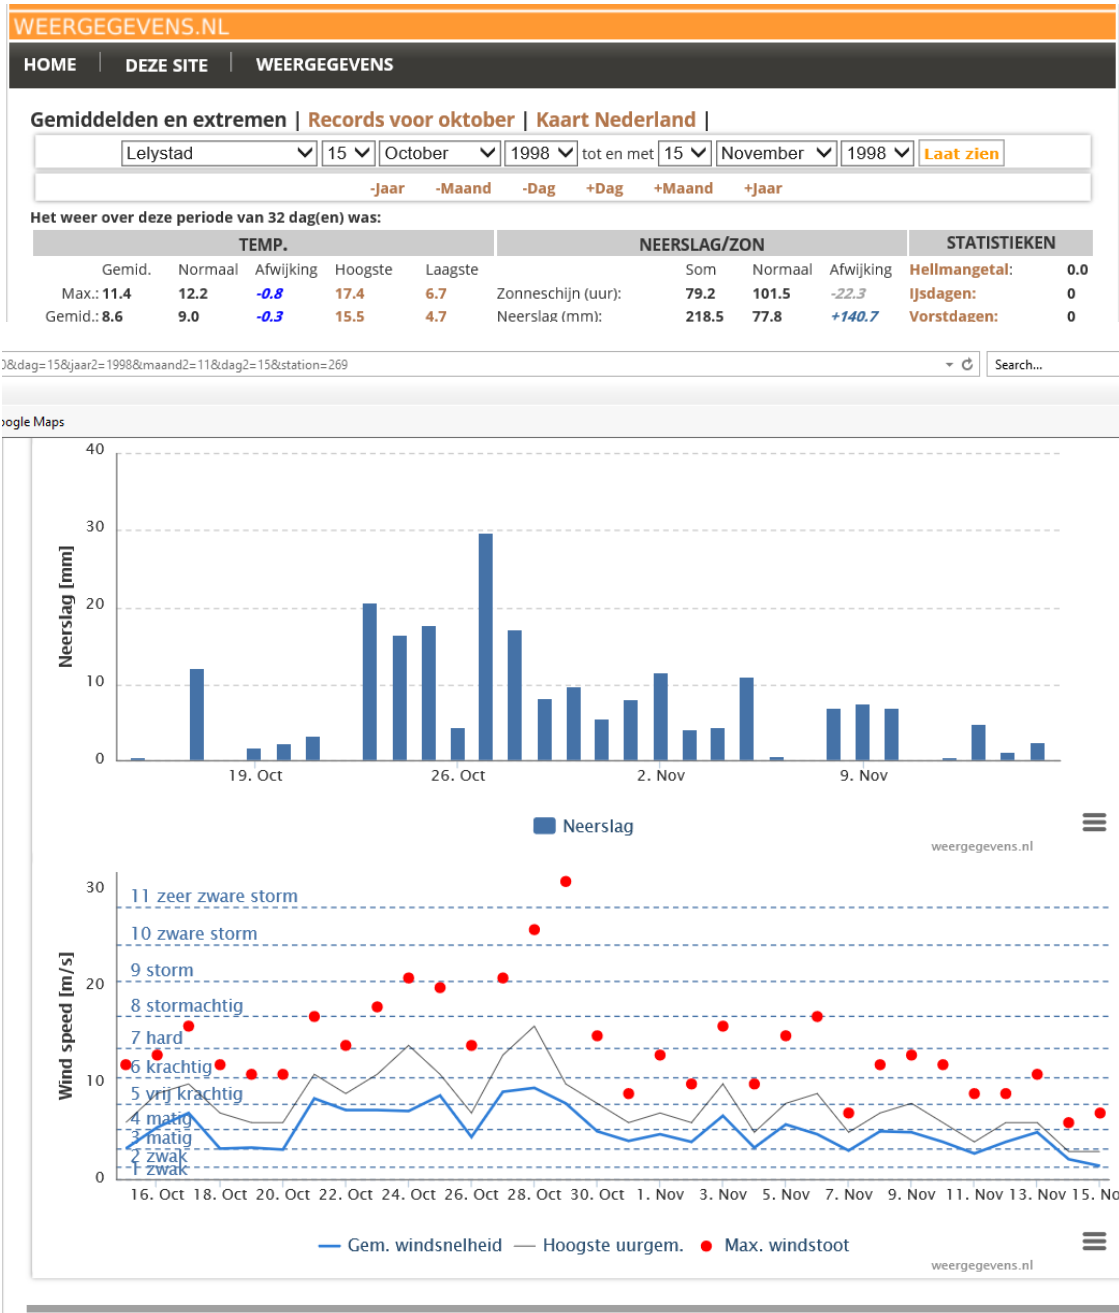 WEERGEGEVENS.NL
HOME | DEZE SITE | WEERGEGEVENS
Gemiddelden en extremen | Records voor oktober | Kaart Nederland |
Lelystad 15 October 1998 tot en met 15 November 1998 Laat zien
-Jaar -Maand -Dag +Dag +Maand +Jaar
Het weer over deze periode van 32 dag(en) was:
TEMP. NEERSLAG/ZON STATISTIEKEN
Gemid. Normaal Afwijking Hoogste Laagste Som Normaal Afwijking Hellmangetal: 0.0
Max.: 11.4 12.2 -0.8 17.4 6.7 Zonneschijn (uur): 79.2 101.5 -22.3 IJsdagen: 0
Gemid.: 8.6 9.0 -0.3 15.5 4.7 Neerslag (mm): 218.5 77.8 +140.7 Vorstdagen: 0
0&dag=15&jaar2=1998&maand2=11&dag2=15&station=269 Search...
oogle Maps
Neerslag [mm]
40
30
20
10
0
19. Oct 26. Oct 2. Nov 9. Nov
Neerslag
weergegevens.nl
Wind speed [m/s]
30
20
10
0
11 zeer zware storm
10 zware storm
9 storm
8 stormachtig
7 hard
6 krachtig
5 vrij krachtig
4 matig
3 matig
2 zwak
1 zwak
16. Oct 18. Oct 20. Oct 22. Oct 24. Oct 26. Oct 28. Oct 30. Oct 1. Nov 3. Nov 5. Nov 7. Nov 9. Nov 11. Nov 13. Nov 15. No
Gem. windsnelheid Hoogste uurgem. Max. windstoot
weergegevens.nl